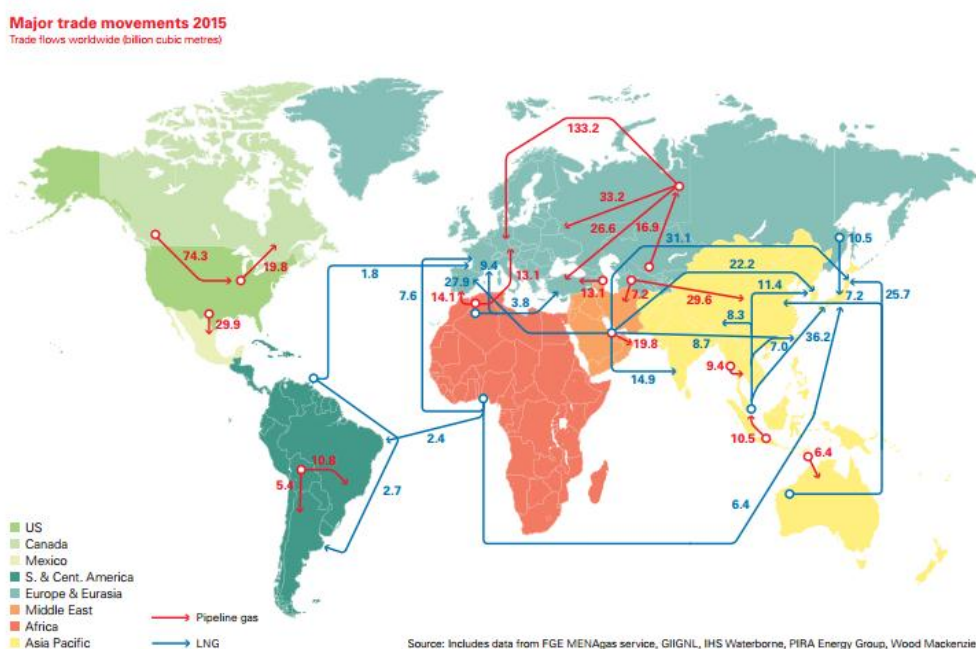 Major trade movements 2015
Trade flows worldwide (billion cubic metres)
133.2
33.2
26.6
16.9
31.1
10.5
74.3
19.8
1.8
9.4
13.1
22.2
11.4
7.6
27.9
13.1
7.2
29.6
7.2
25.7
14.1
3.8
8.3
29.9
19.8
8.7
7.0
36.2
14.9
9.4
2.4
10.5
6.4
10.8
5.4
2.7
6.4
US
Canada
Mexico
S. & Cent. America
Europe & Eurasia
Middle East
Africa
Asia Pacific
Pipeline gas
LNG
Source: Includes data from FGE MENAgas service, GIIGNL, IHS Waterborne, PIRA Energy Group, Wood Mackenzie